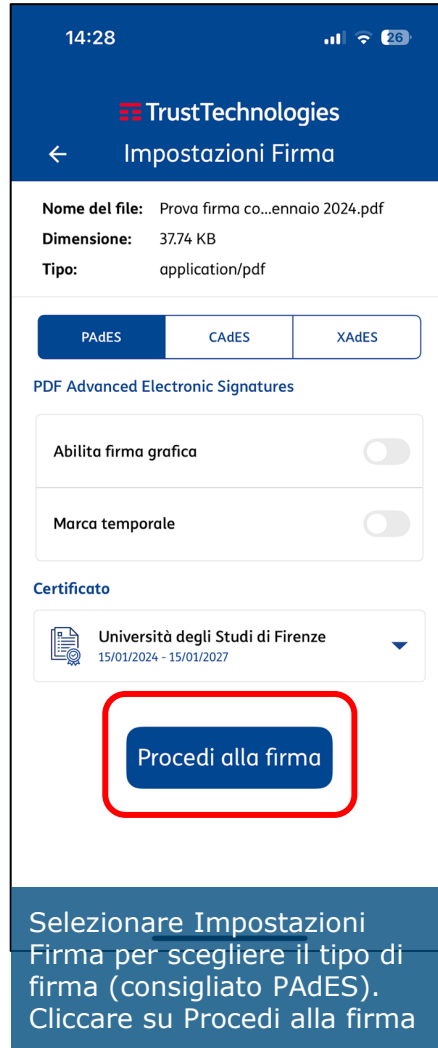 14:28
26
TrustTechnologies
Impostazioni Firma
Nome del file: Prova firma co...ennaio 2024.pdf
Dimensione: 37.74 KB
Tipo: application/pdf
PAdES CAdES XAdES
PDF Advanced Electronic Signatures
Abilita firma grafica
Marca temporale
Certificato
Università degli Studi di Firenze
15/01/2024 - 15/01/2027
Procedi alla firma
Selezionare Impostazioni
Firma per scegliere il tipo di
firma (consigliato PAdES).
Cliccare su Procedi alla firma